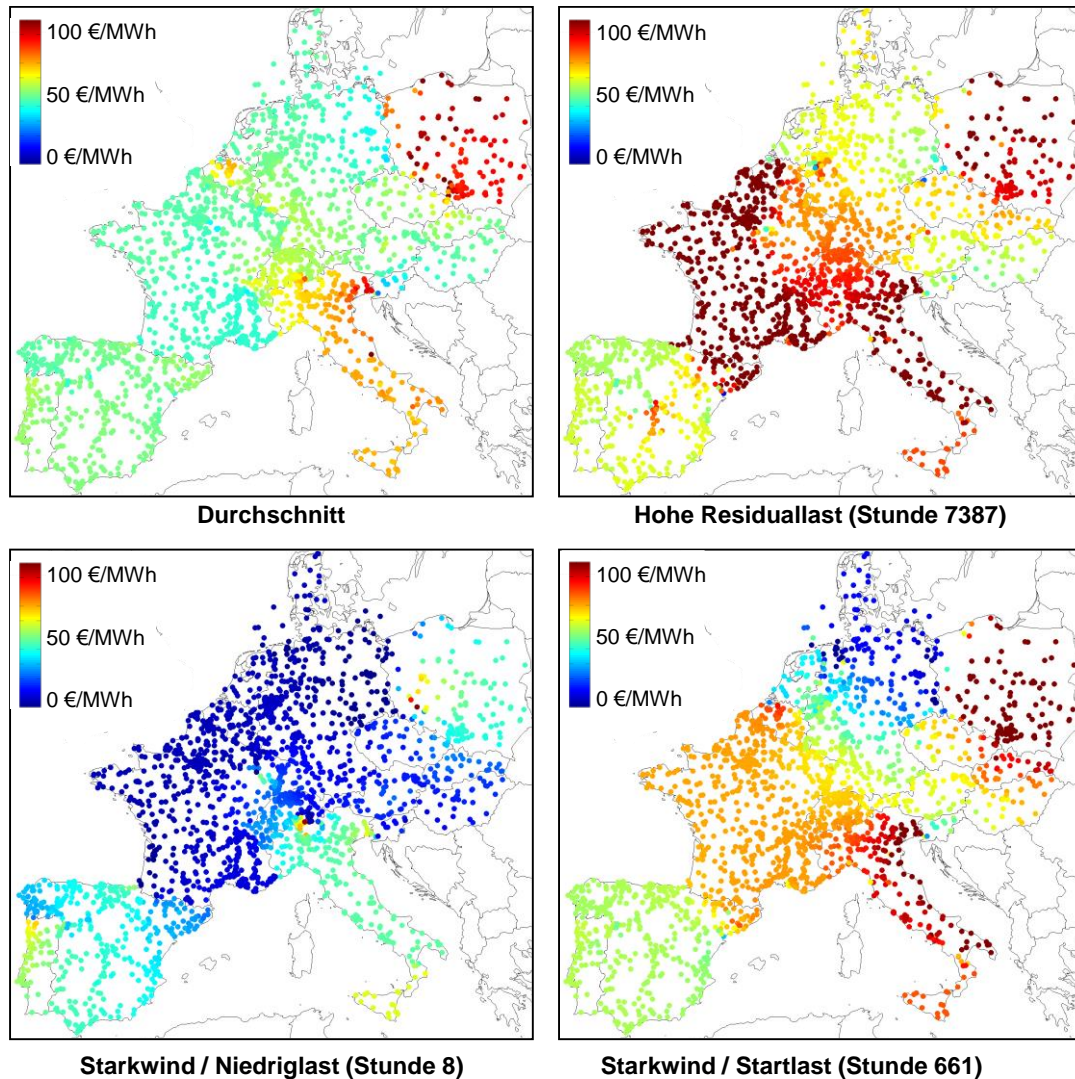 100 €/MWh
50 €/MWh
0 €/MWh
Durchschnitt
100 €/MWh
50 €/MWh
0 €/MWh
Hohe Residuallast (Stunde 7387)
100 €/MWh
50 €/MWh
0 €/MWh
Starkwind / Niedriglast (Stunde 8)
100 €/MWh
50 €/MWh
0 €/MWh
Starkwind / Startlast (Stunde 661)